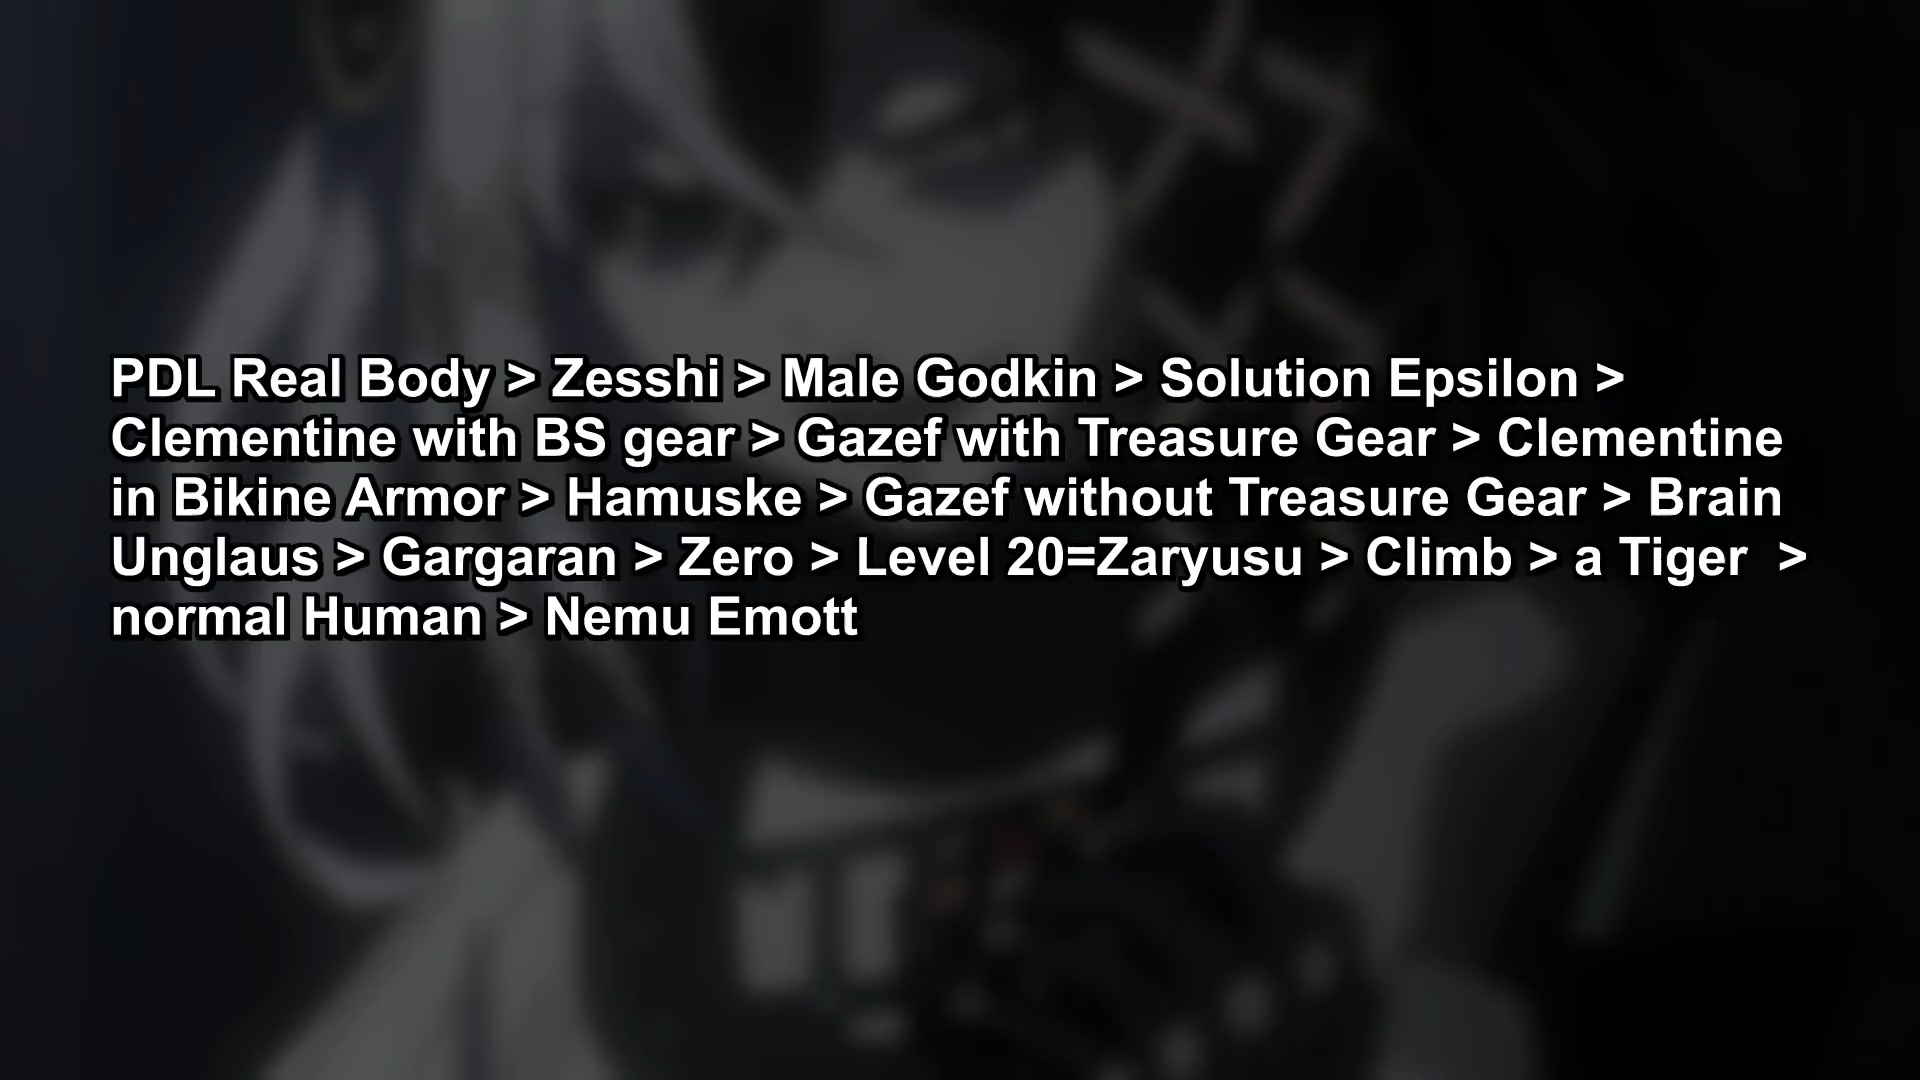 PDL Real Body > Zesshi > Male Godkin > Solution Epsilon >
Clementine with BS gear > Gazef with Treasure Gear > Clementine
in Bikine Armor > Hamuske > Gazef without Treasure Gear > Brain
Unglaus > Gargaran > Zero > Level 20=Zaryusu > Climb > a Tiger  >
normal Human > Nemu Emott